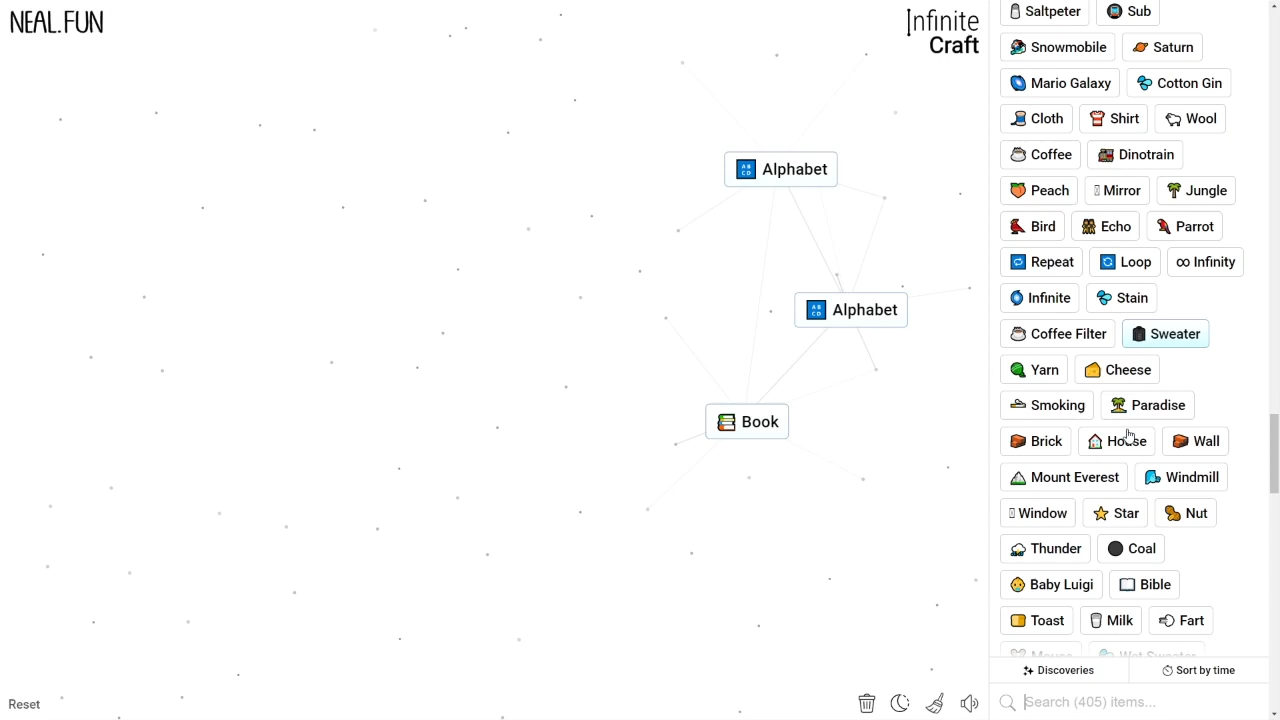 NEAL.FUN
Infinite
Craft
Alphabet
Alphabet
Book
Saltpeter Sub
Snowmobile Saturn
Mario Galaxy Cotton Gin
Cloth Shirt Wool
Coffee Dinotrain
Peach Mirror Jungle
Bird Echo Parrot
Repeat Loop Infinity
Infinite Stain
Coffee Filter Sweater
Yarn Cheese
Smoking Paradise
Brick House Wall
Mount Everest Windmill
Window Star Nut
Thunder Coal
Baby Luigi Bible
Toast Milk Fart
Wet Sweater
Discoveries Sort by time
Search (405) items...
Reset